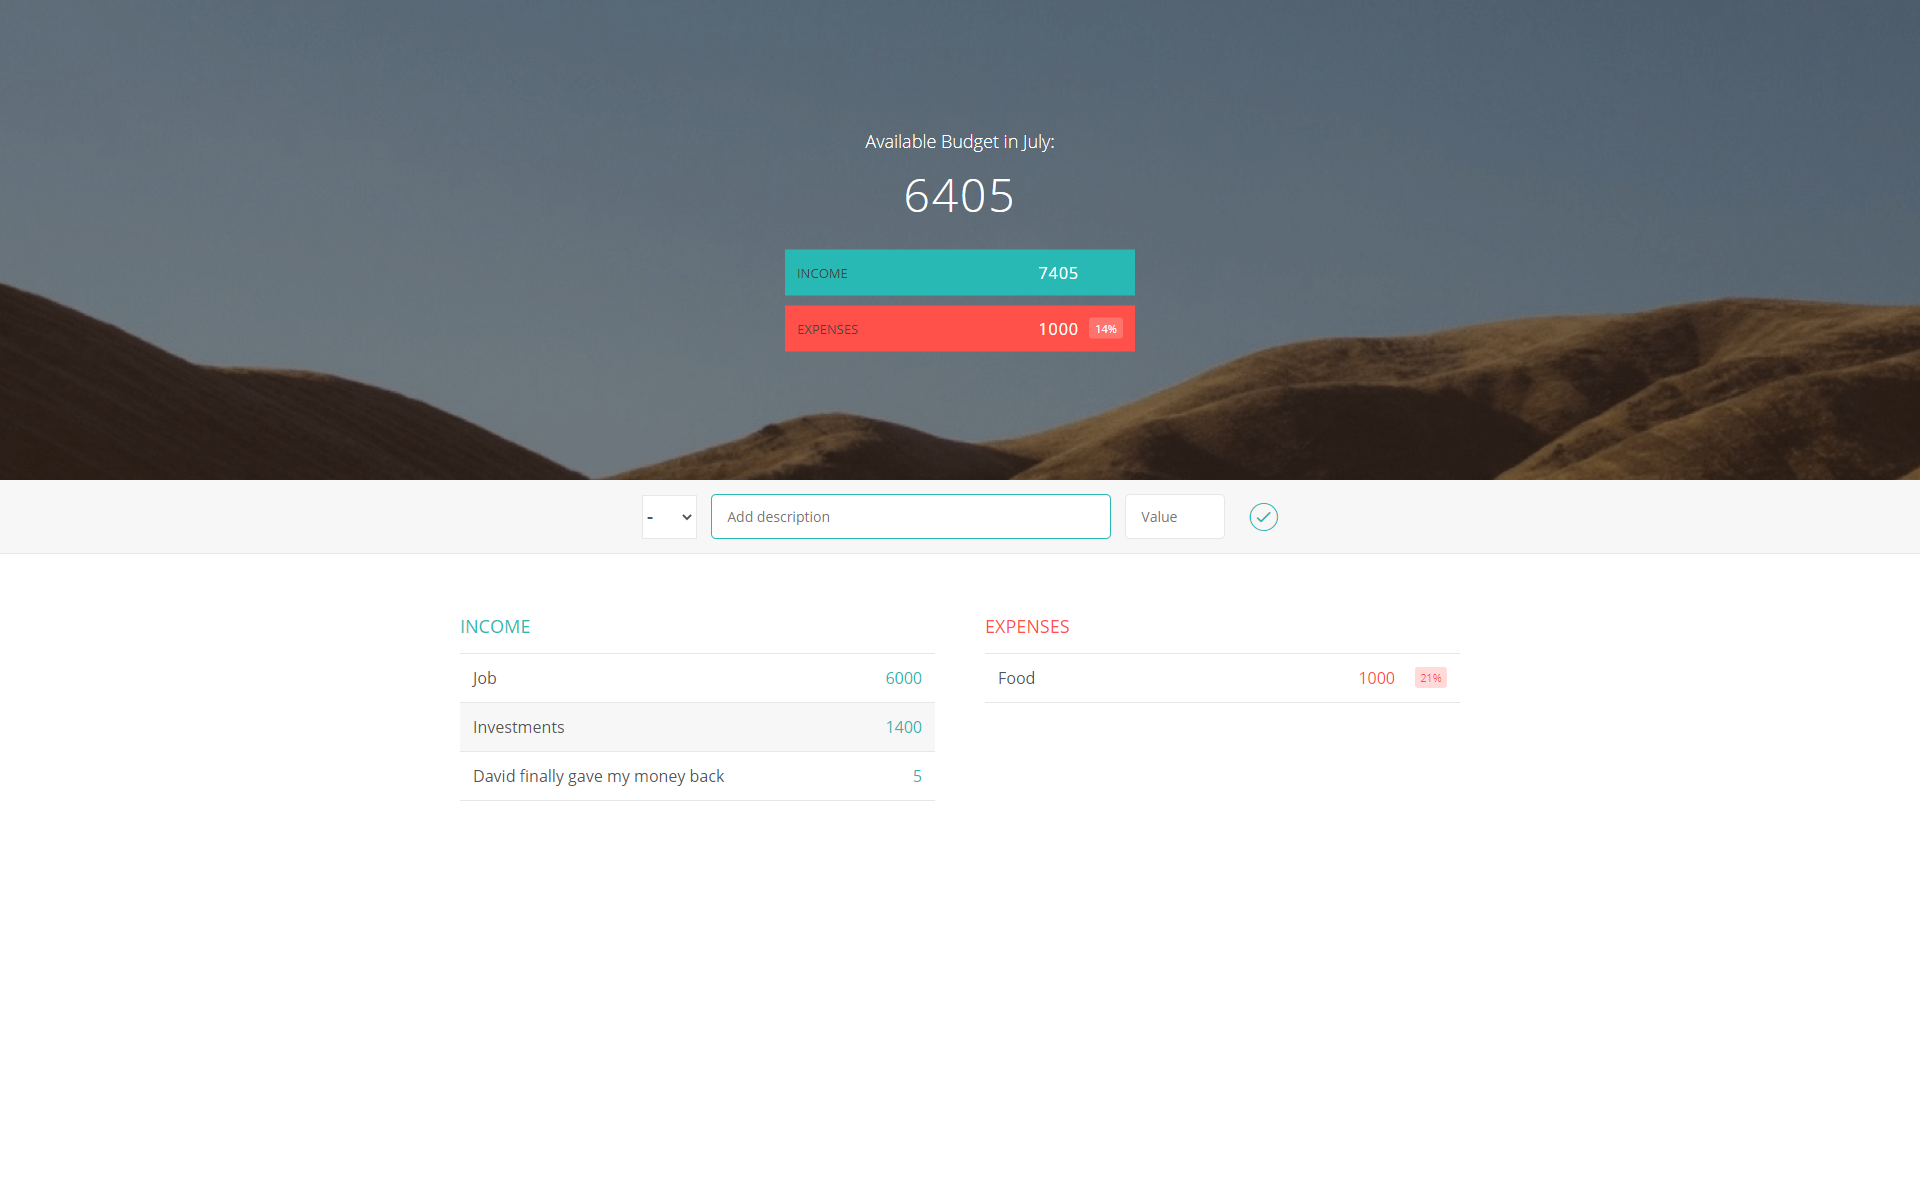 Available Budget in July:
6405
INCOME 7405
EXPENSES 1000 14%
- Add description Value
INCOME
Job 6000
Investments 1400
David finally gave my money back 5
EXPENSES
Food 1000 21%